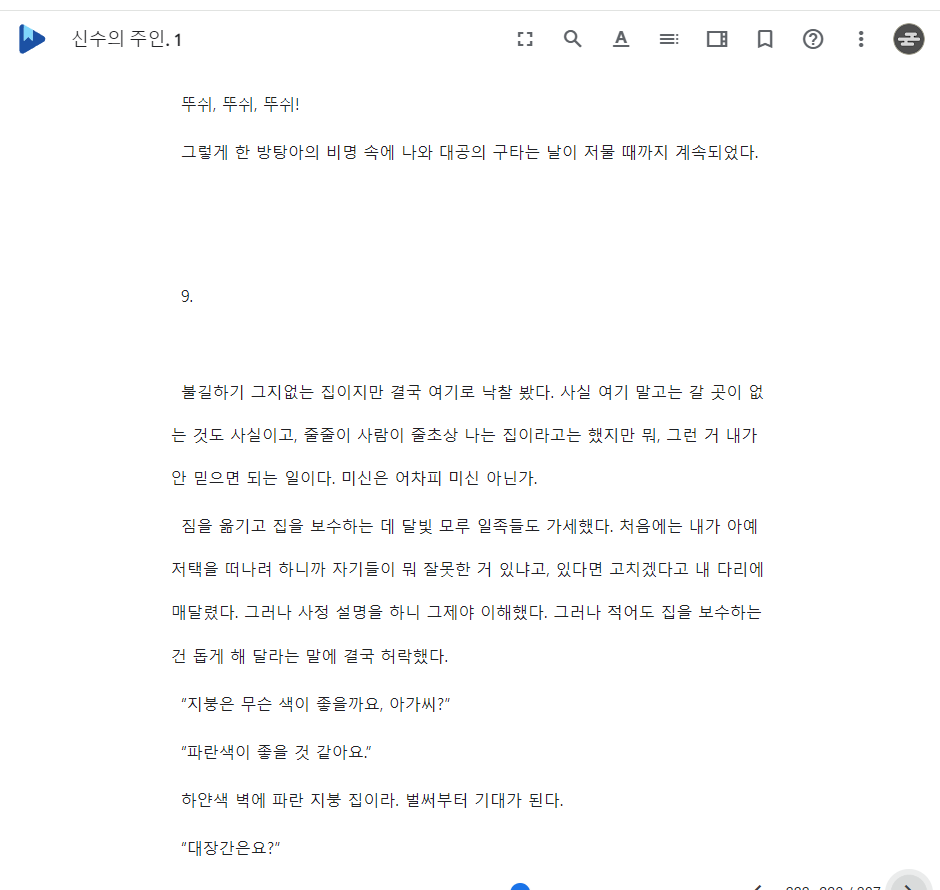 신수의 주인. 1
뚜쉬, 뚜쉬, 뚜쉬!
그렇게 한 방탕아의 비명 속에 나와 대공의 구타는 날이 저물 때까지 계속되었다.
9.
불길하기 그지없는 집이지만 결국 여기로 낙찰 봤다. 사실 여기 말고는 갈 곳이 없
는 것도 사실이고, 줄줄이 사람이 줄초상 나는 집이라고는 했지만 뭐, 그런 거 내가
안 믿으면 되는 일이다. 미신은 어차피 미신 아닌가.
짐을 옮기고 집을 보수하는 데 달빛 모루 일족들도 가세했다. 처음에는 내가 아예
저택을 떠나려 하니까 자기들이 뭐 잘못한 거 있냐고, 있다면 고치겠다고 내 다리에
매달렸다. 그러나 사정 설명을 하니 그제야 이해했다. 그러나 적어도 집을 보수하는
건 돕게 해 달라는 말에 결국 허락했다.
“지붕은 무슨 색이 좋을까요, 아가씨?”
“파란색이 좋을 것 같아요.”
하얀색 벽에 파란 지붕 집이라. 벌써부터 기대가 된다.
“대장간은요?”